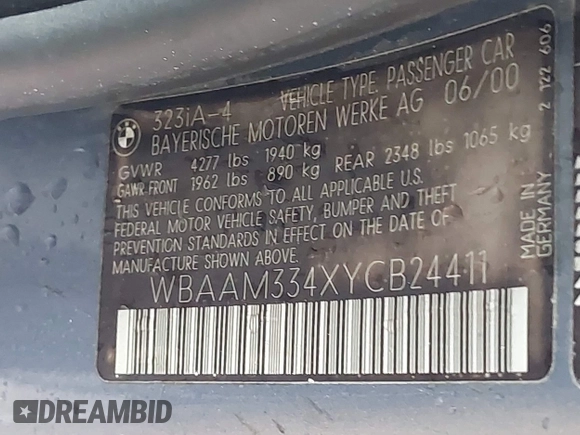 323iA-4 VEHICLE TYPE. PASSENGER CAR
BAYERISCHE MOTOREN WERKE AG 06/00
GVWR 4277 lbs 1940 kg
GAWR-FRONT 1962 lbs 890 kg REAR 2348 lbs 1065 kg
THIS VEHICLE CONFORMS TO ALL APPLICABLE U.S.
FEDERAL MOTOR VEHICLE SAFETY, BUMPER AND THEFT
PREVENTION STANDARDS IN EFFECT ON THE DATE OF
MANUFACTURE SHOWN ABOVE.
WBAAM334XYCB24411
MADE IN
GERMANY
2 122 606
BMW
DREAMBID